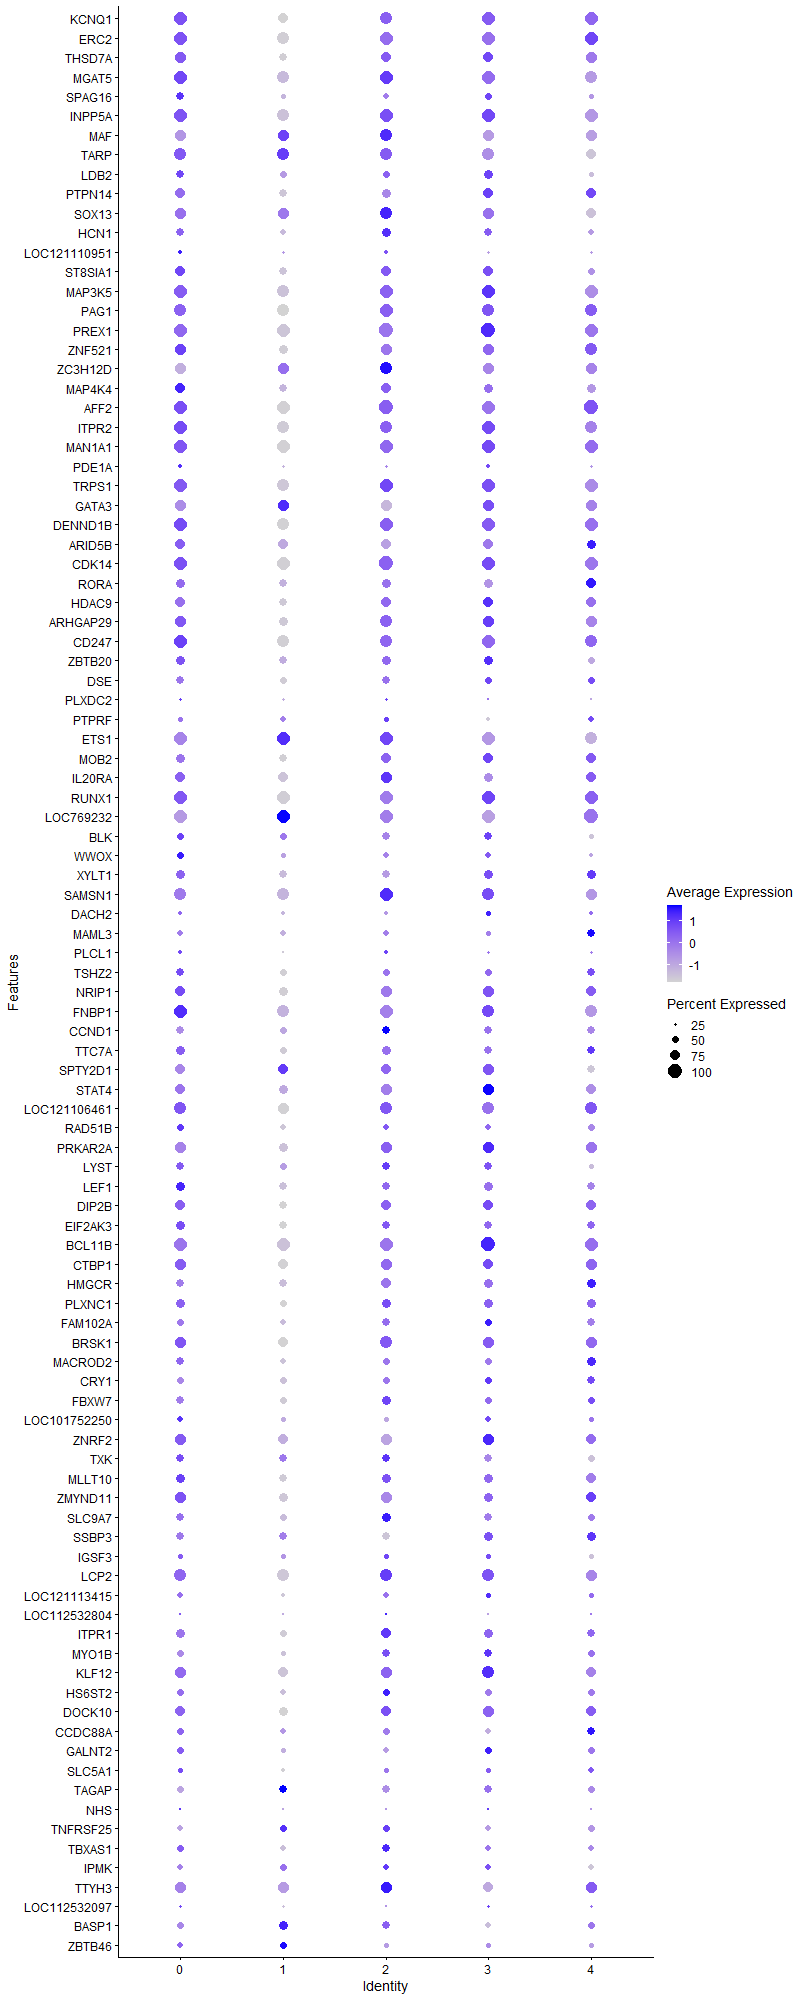 KCNQ1
ERC2
THSD7A
MGAT5
SPAG16
INPP5A
MAF
TARP
LDB2
PTPN14
SOX13
HCN1
LOC121110951
ST8SIA1
MAP3K5
PAG1
PREX1
ZNF521
ZC3H12D
MAP4K4
AFF2
ITPR2
MAN1A1
PDE1A
TRPS1
GATA3
DENND1B
ARID5B
CDK14
RORA
HDAC9
ARHGAP29
CD247
ZBTB20
DSE
PLXDC2
PTPRF
ETS1
MOB2
IL20RA
RUNX1
LOC769232
BLK
WWOX
XYLT1
SAMSN1
DACH2
MAML3
PLCL1
TSHZ2
NRIP1
FNBP1
CCND1
TTC7A
SPTY2D1
STAT4
LOC121106461
RAD51B
PRKAR2A
LYST
LEF1
DIP2B
EIF2AK3
BCL11B
CTBP1
HMGCR
PLXNC1
FAM102A
BRSK1
MACROD2
CRY1
FBXW7
LOC101752250
ZNRF2
TXK
MLLT10
ZMYND11
SLC9A7
SSBP3
IGSF3
LCP2
LOC121113415
LOC112532804
ITPR1
MYO1B
KLF12
HS6ST2
DOCK10
CCDC88A
GALNT2
SLC5A1
TAGAP
NHS
TNFRSF25
TBXAS1
IPMK
TTYH3
LOC112532097
BASP1
ZBTB46
Features
0 1 2 3 4
Identity
Average Expression
1
0
-1
Percent Expressed
25
50
75
100